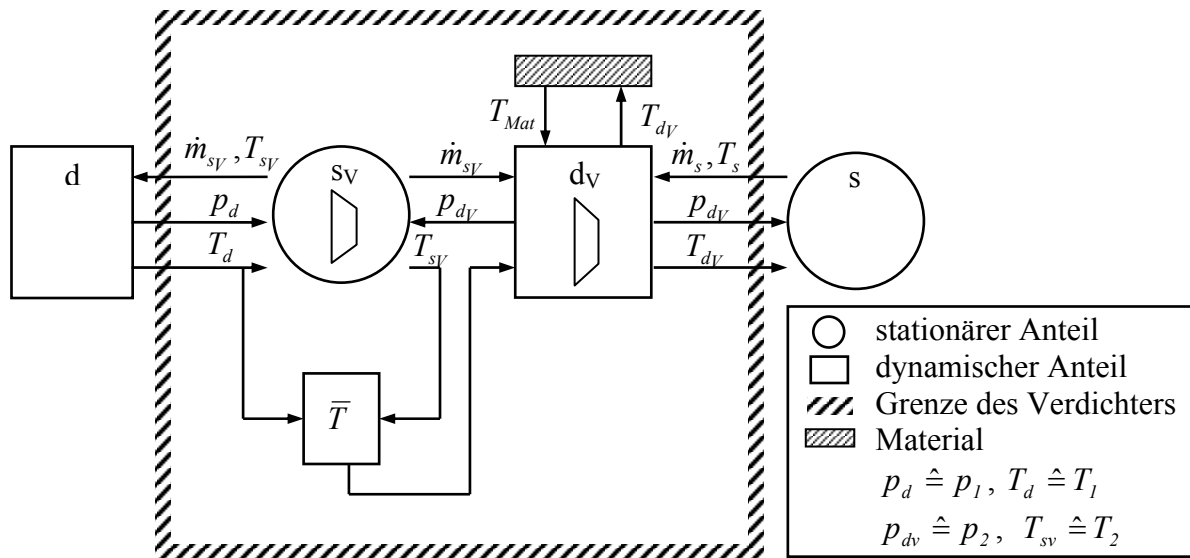 T_Mat T_dV
d ṁ_sV , T_sV s_V ṁ_sV d_V ṁ_s , T_s s
p_d p_dV p_dV
T_d T_sV T_dV
T̅
stationärer Anteil
dynamischer Anteil
Grenze des Verdichters
Material
p_d ≙ p_1 , T_d ≙ T_1
p_dv ≙ p_2 , T_sv ≙ T_2